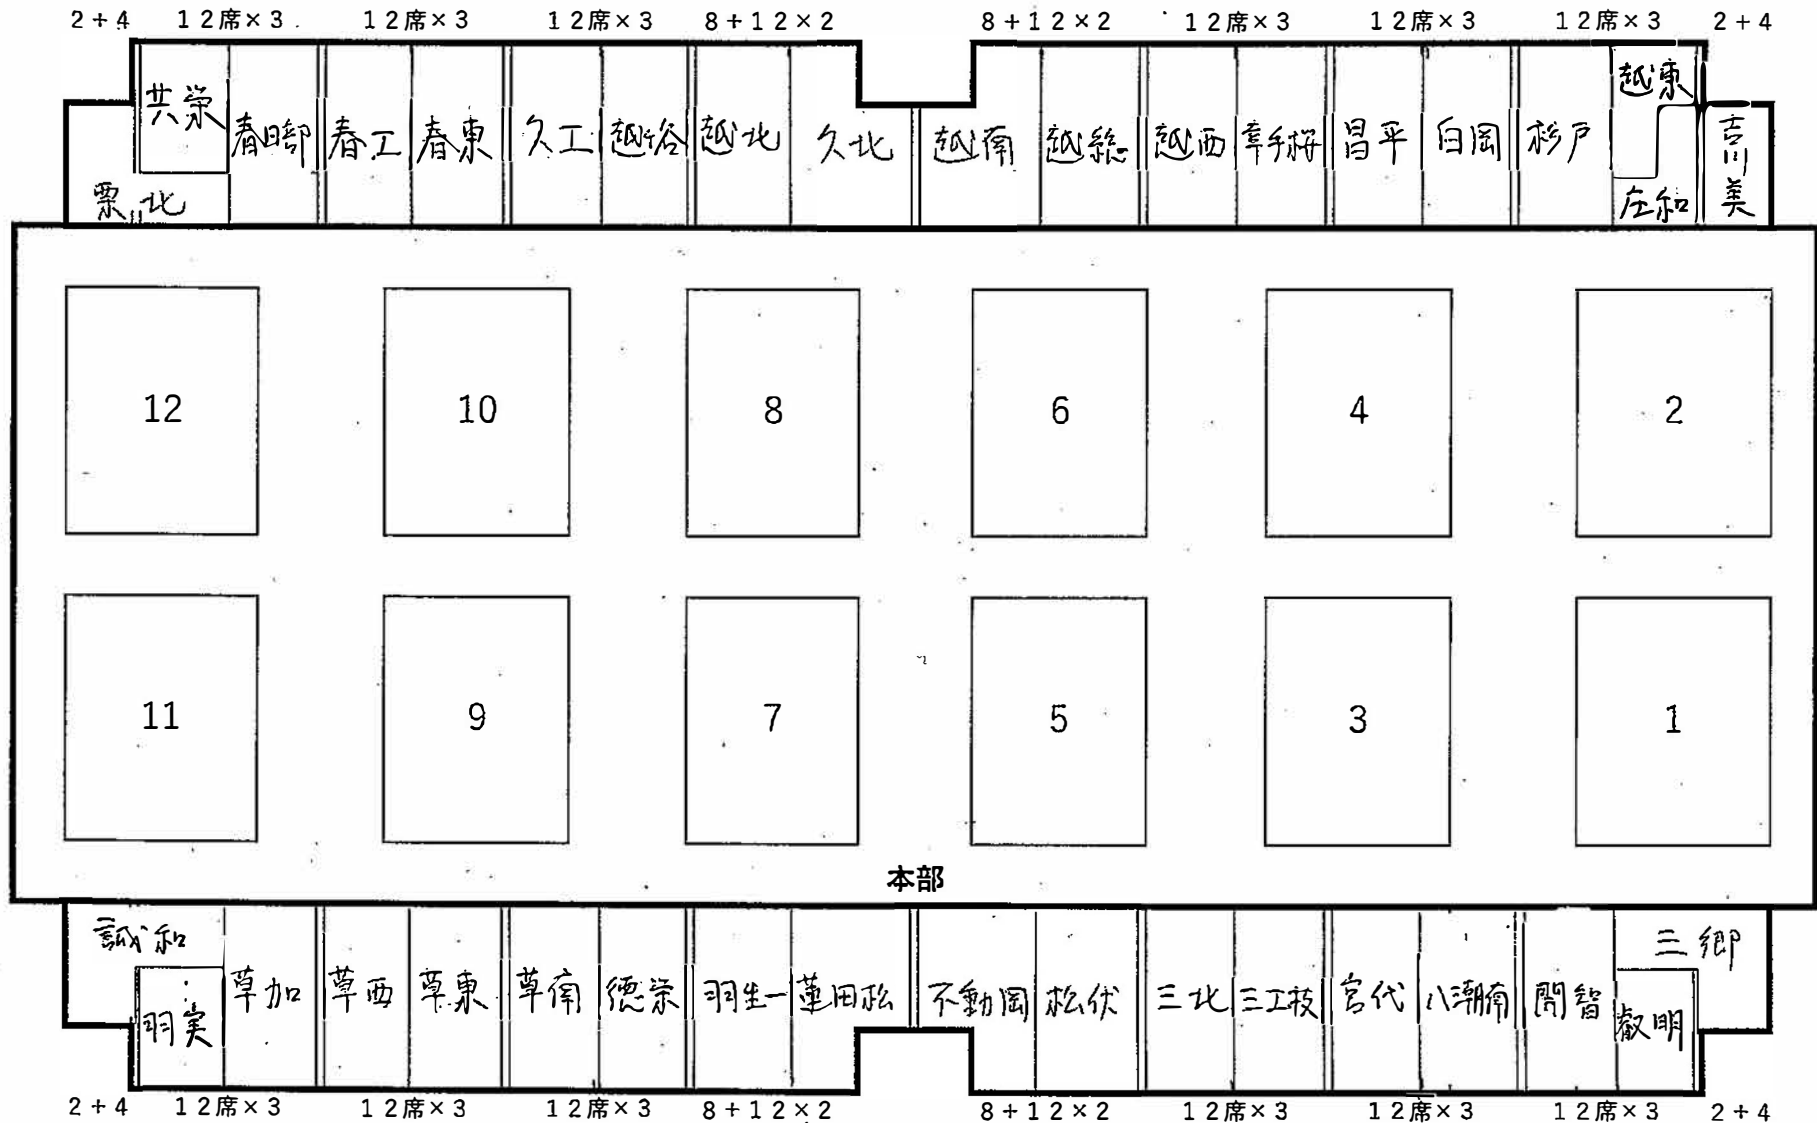 2+4 12席×3 12席×3 12席×3 8+12×2 8+12×2 12席×3 12席×3 12席×3 2+4
共栄 春日部 春工 春東 久工 越谷 越北 久北 越南 越総 越西 幸手桜 昌平 白岡 杉戸 越東 吉川美
栗北 庄和
12 10 8 6 4 2
11 9 7 5 3 1
本部
誠和 三郷
羽実 草加 草西 草東 草南 徳栄 羽生一 蓮田松 不動岡 松伏 三北 三工技 宮代 八潮南 開智 叡明
2+4 12席×3 12席×3 12席×3 8+12×2 8+12×2 12席×3 12席×3 12席×3 2+4